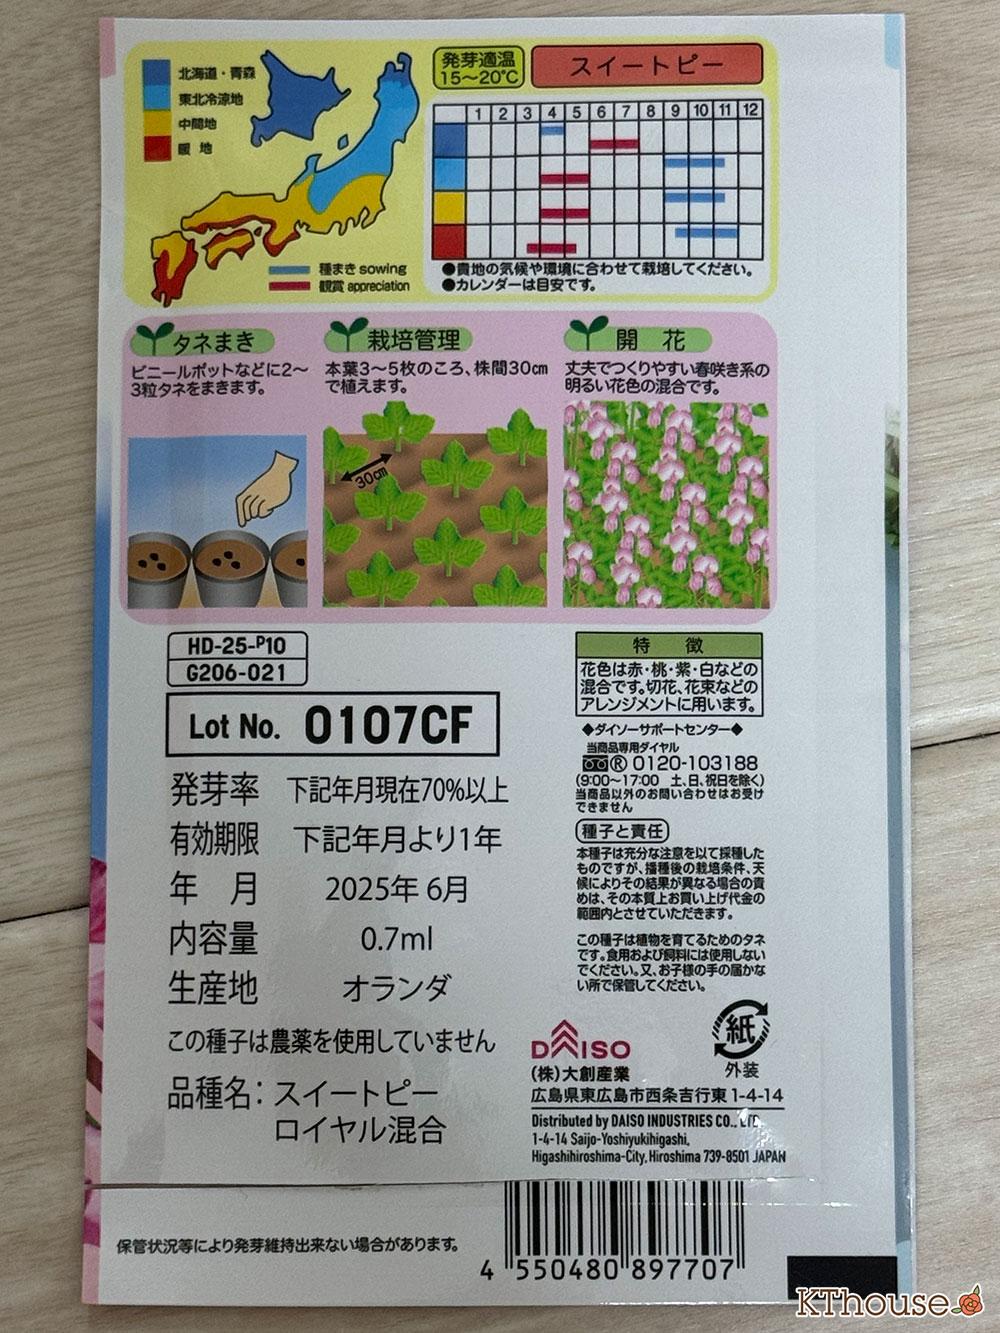 北海道・青森
東北冷涼地
中間地
暖 地
種まき sowing
観賞 appreciation
発芽適温
15～20℃
スイートピー
1 2 3 4 5 6 7 8 9 10 11 12
●貴地の気候や環境に合わせて栽培してください。
●カレンダーは目安です。
タネまき
ビニールポットなどに2～
3粒タネをまきます。
栽培管理
本葉3～5枚のころ、株間30㎝
で植えます。
30㎝
開 花
丈夫でつくりやすい春咲き系の
明るい花色の混合です。
HD-25-P10
G206-021
Lot No. 0107CF
発芽率 下記年月現在70%以上
有効期限 下記年月より1年
年 月 2025年 6月
内容量 0.7ml
生産地 オランダ
この種子は農薬を使用していません
品種名: スイートピー
ロイヤル混合
特 徴
花色は赤・桃・紫・白などの
混合です。切花、花束などの
アレンジメントに用います。
◆ダイソーサポートセンター◆
当商品専用ダイヤル
® 0120-103188
(9:00～17:00 土、日、祝日を除く)
当商品以外のお問い合わせはお受け
できません
種子と責任
本種子は充分な注意を以て採種した
ものですが、播種後の栽培条件、天
候によりその結果が異なる場合の責
めは、その本質上お買い上げ代金の
範囲内とさせていただきます。
この種子は植物を育てるためのタネ
です。食用および飼料には使用しない
でください。又、お子様の手の届かな
い所で保管してください。
DAISO
紙
外装
(株)大創産業
広島県東広島市西条吉行東 1-4-14
Distributed by DAISO INDUSTRIES CO., LTD.
1-4-14 Saijo-Yoshiyukihigashi,
Higashihiroshima-City, Hiroshima 739-8501 JAPAN
保管状況等により発芽維持出来ない場合があります。
4 550480 897707
KThouse